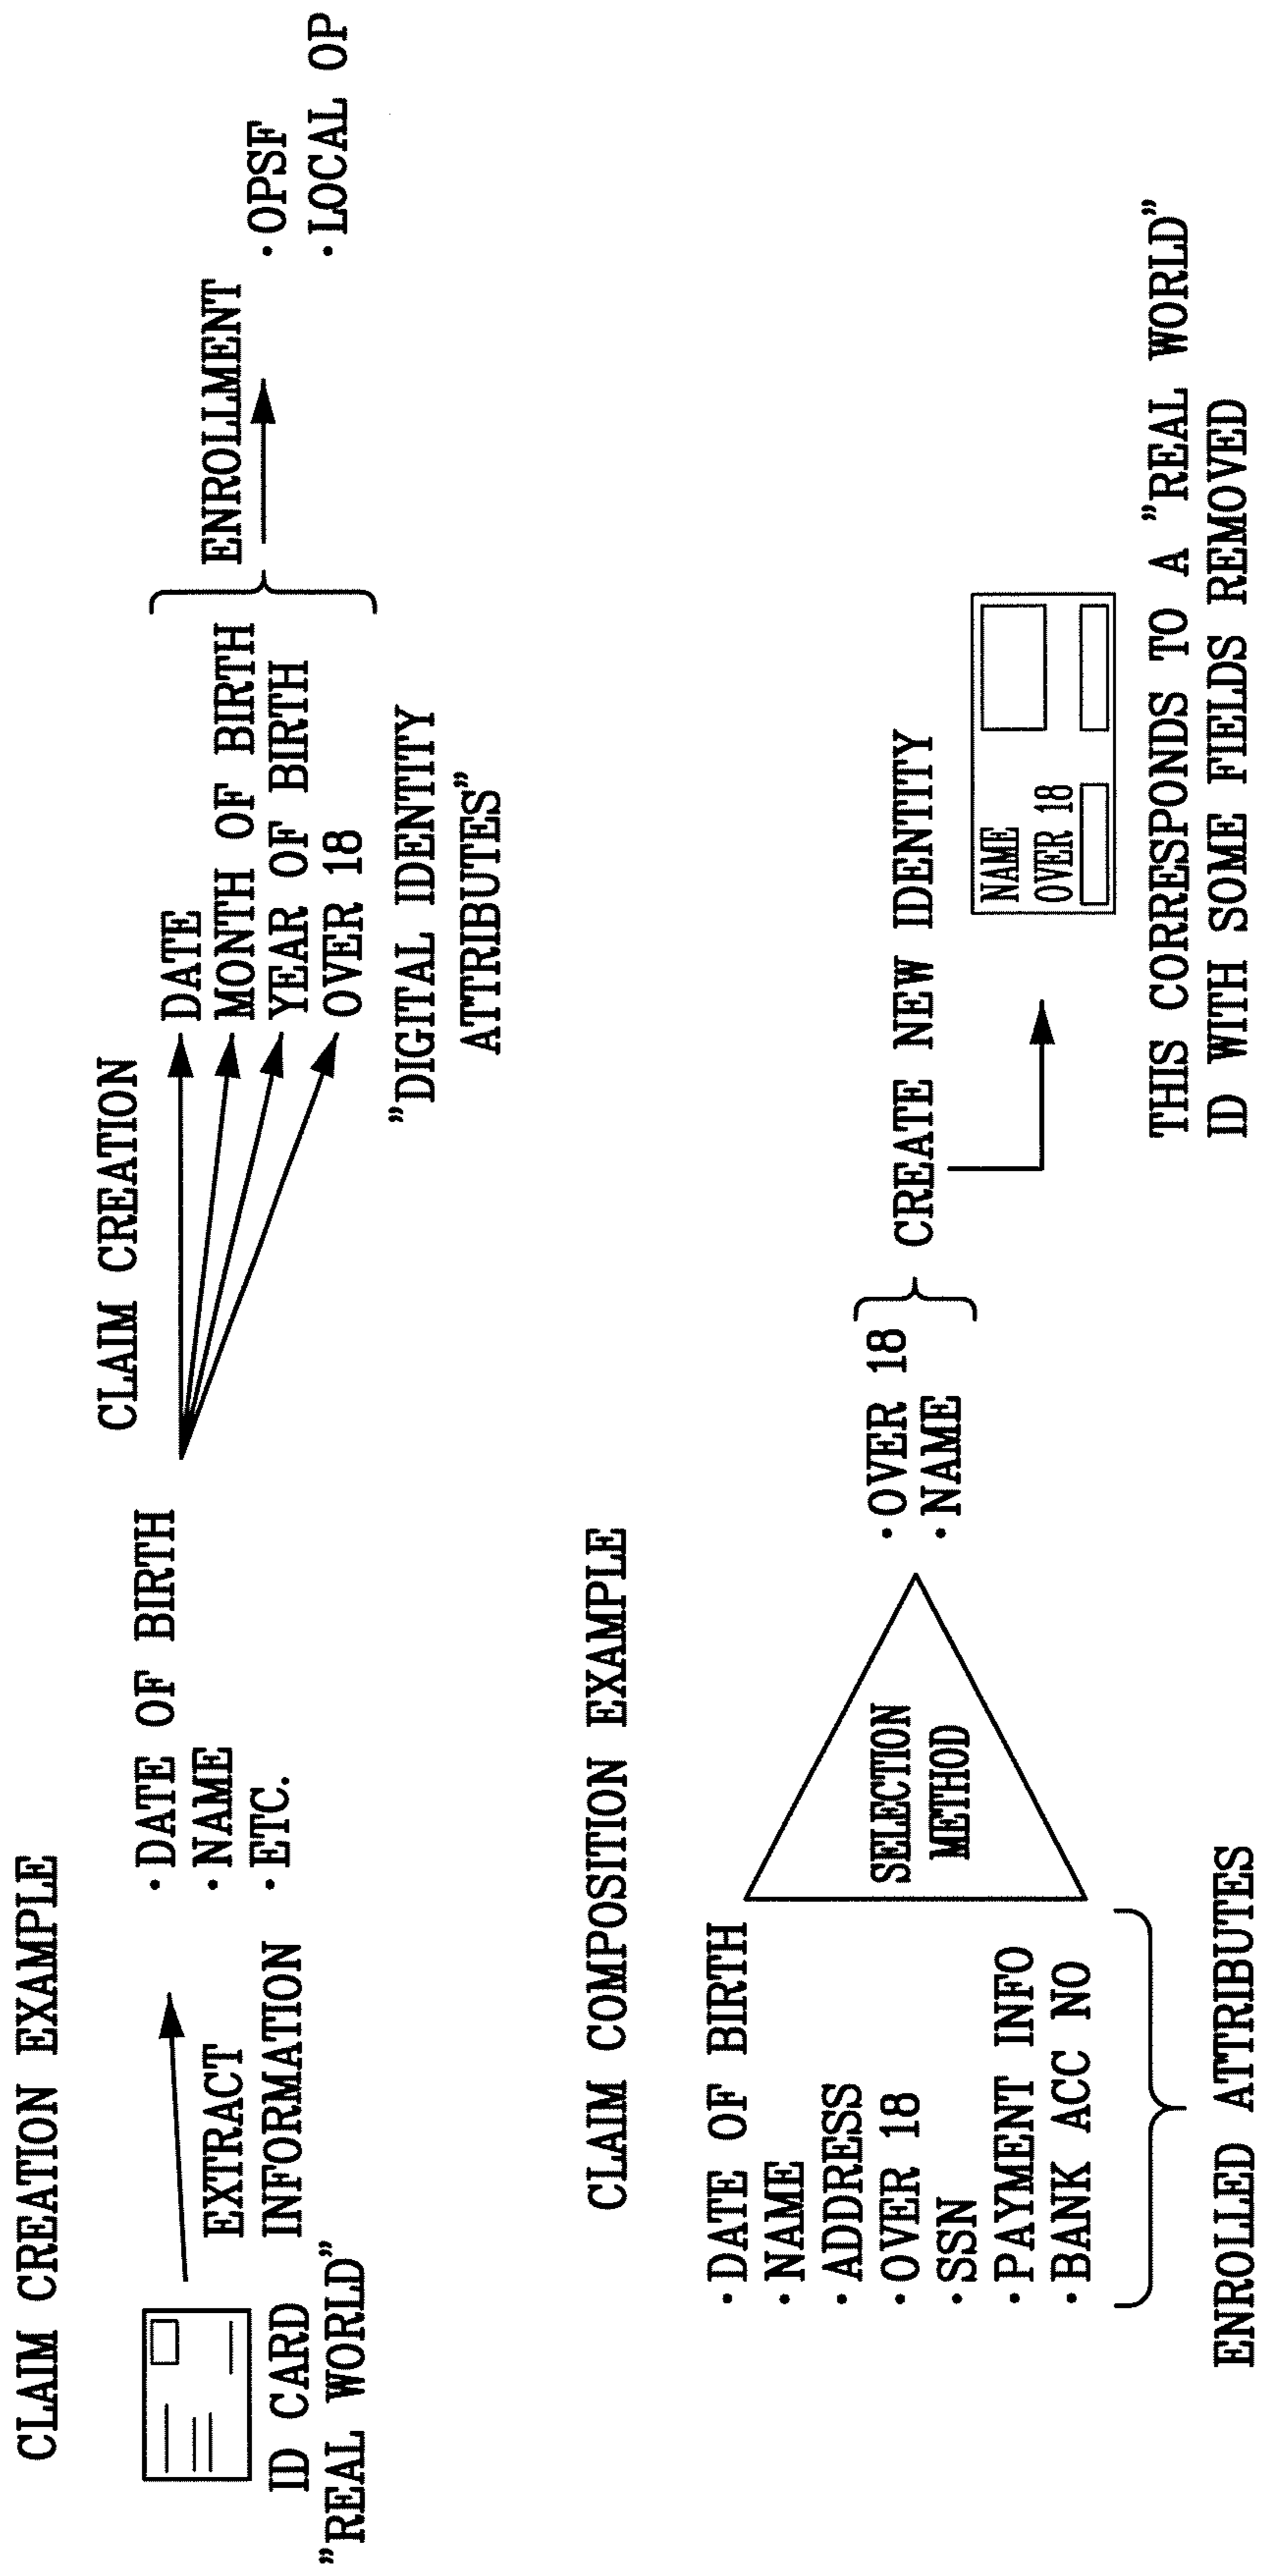 CLAIM CREATION EXAMPLE
ID CARD
"REAL WORLD"
EXTRACT
INFORMATION
·DATE OF BIRTH
·NAME
·ETC.
CLAIM CREATION
DATE
MONTH OF BIRTH
YEAR OF BIRTH
OVER 18
"DIGITAL IDENTITY
ATTRIBUTES"
ENROLLMENT
·OPSF
·LOCAL OP
CLAIM COMPOSITION EXAMPLE
·DATE OF BIRTH
·NAME
·ADDRESS
·OVER 18
·SSN
·PAYMENT INFO
·BANK ACC NO
ENROLLED ATTRIBUTES
SELECTION
METHOD
·OVER 18
·NAME
CREATE NEW IDENTITY
NAME
OVER 18
THIS CORRESPONDS TO A "REAL WORLD"
ID WITH SOME FIELDS REMOVED